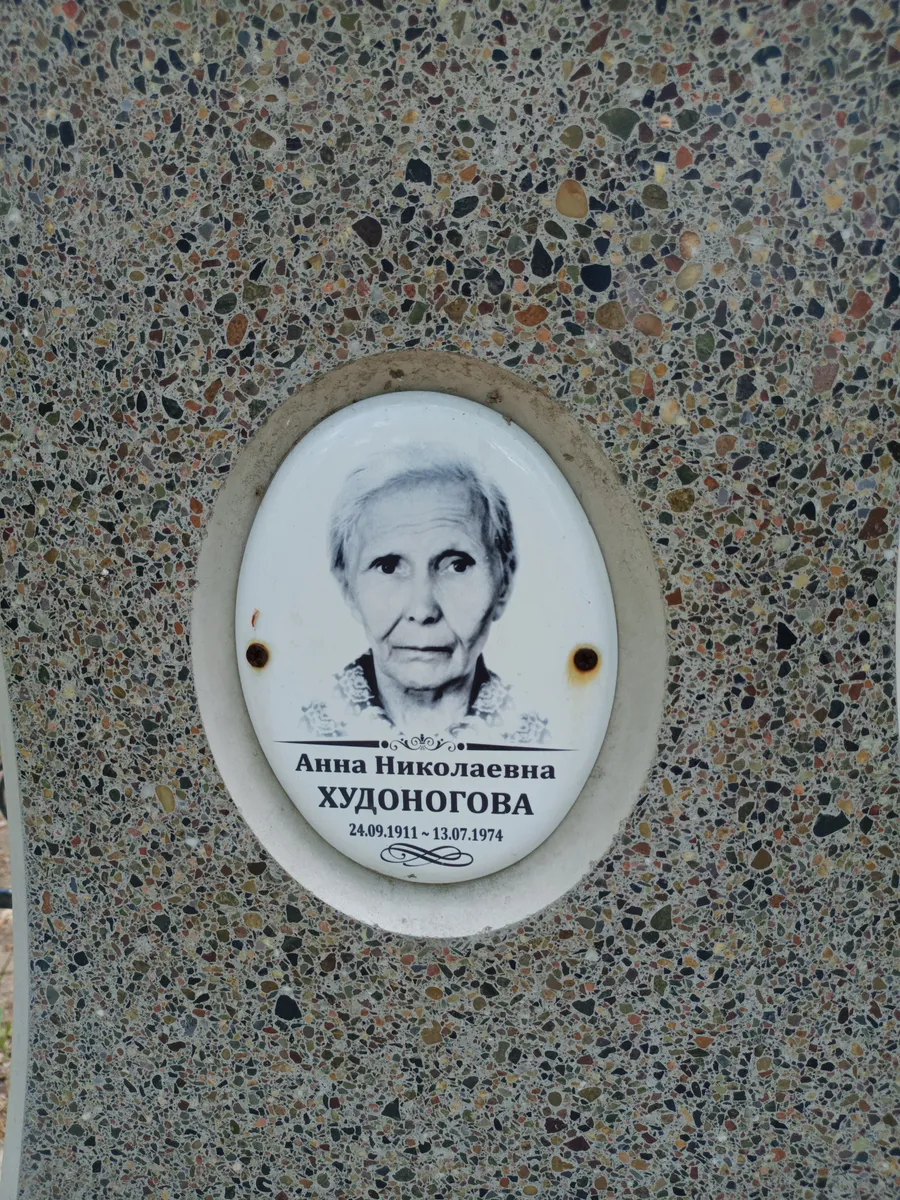 Анна Николаевна
ХУДОНОГОВА
24.09.1911 ~ 13.07.1974